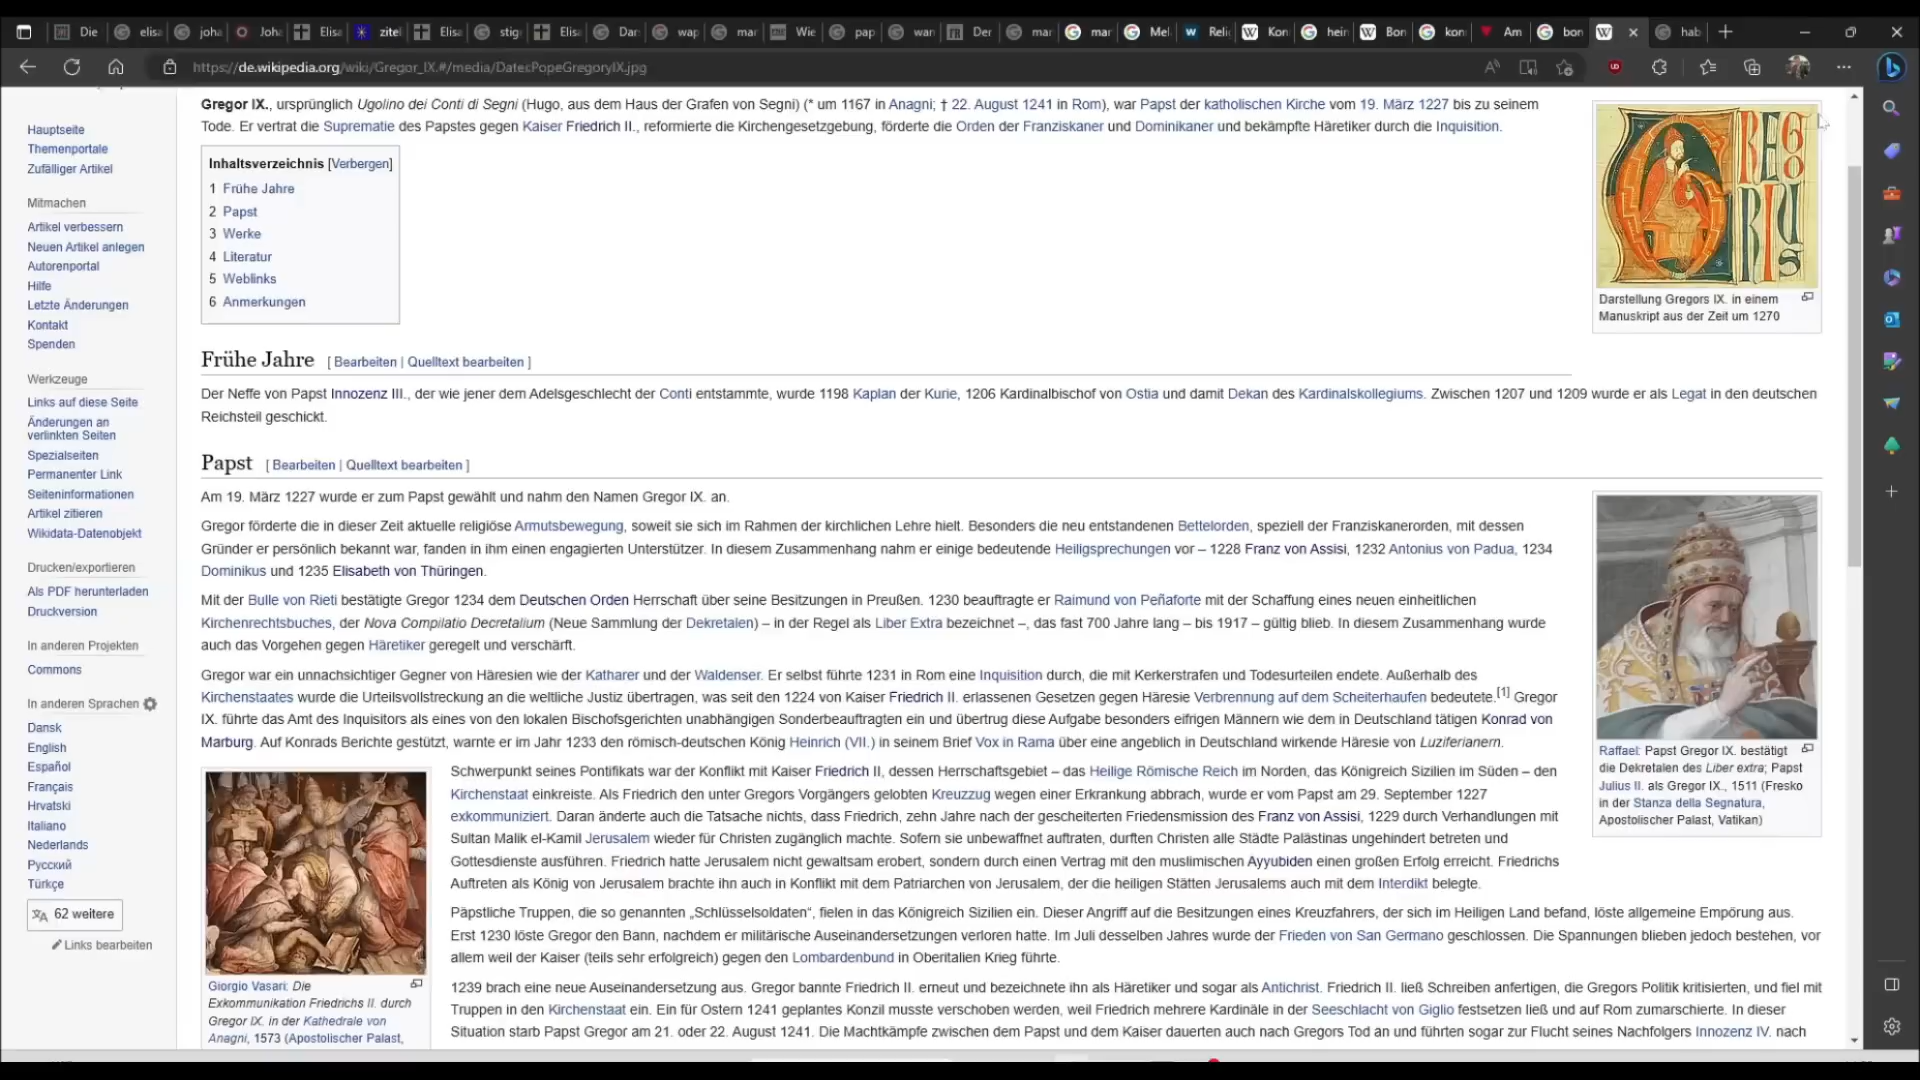 Die
elisa
joha
Joha
Elisa
zitel
Elisa
stig
Elisa
Dar
wap
mar
Wie
pap
wan
Der
mar
mar
Mel
Reli
Kon
hein
Bon
kon
Am
bon
hab
https://de.wikipedia.org/wiki/Gregor_IX.#/media/Datei:PopeGregoryIX.jpg
Hauptseite
Themenportale
Zufälliger Artikel
Mitmachen
Artikel verbessern
Neuen Artikel anlegen
Autorenportal
Hilfe
Letzte Änderungen
Kontakt
Spenden
Werkzeuge
Links auf diese Seite
Änderungen an
verlinkten Seiten
Spezialseiten
Permanenter Link
Seiteninformationen
Artikel zitieren
Wikidata-Datenobjekt
Drucken/exportieren
Als PDF herunterladen
Druckversion
In anderen Projekten
Commons
In anderen Sprachen
Dansk
English
Español
Français
Hrvatski
Italiano
Nederlands
Русский
Türkçe
62 weitere
Links bearbeiten
Gregor IX., ursprünglich Ugolino dei Conti di Segni (Hugo, aus dem Haus der Grafen von Segni) (* um 1167 in Anagni; † 22. August 1241 in Rom), war Papst der katholischen Kirche vom 19. März 1227 bis zu seinem
Tode. Er vertrat die Suprematie des Papstes gegen Kaiser Friedrich II., reformierte die Kirchengesetzgebung, förderte die Orden der Franziskaner und Dominikaner und bekämpfte Häretiker durch die Inquisition.
Inhaltsverzeichnis [Verbergen]
1 Frühe Jahre
2 Papst
3 Werke
4 Literatur
5 Weblinks
6 Anmerkungen
GREGO
RIUS
Darstellung Gregors IX. in einem
Manuskript aus der Zeit um 1270
Frühe Jahre [ Bearbeiten | Quelltext bearbeiten ]
Der Neffe von Papst Innozenz III., der wie jener dem Adelsgeschlecht der Conti entstammte, wurde 1198 Kaplan der Kurie, 1206 Kardinalbischof von Ostia und damit Dekan des Kardinalskollegiums. Zwischen 1207 und 1209 wurde er als Legat in den deutschen
Reichsteil geschickt.
Papst [ Bearbeiten | Quelltext bearbeiten ]
Am 19. März 1227 wurde er zum Papst gewählt und nahm den Namen Gregor IX. an.
Gregor förderte die in dieser Zeit aktuelle religiöse Armutsbewegung, soweit sie sich im Rahmen der kirchlichen Lehre hielt. Besonders die neu entstandenen Bettelorden, speziell der Franziskanerorden, mit dessen
Gründer er persönlich bekannt war, fanden in ihm einen engagierten Unterstützer. In diesem Zusammenhang nahm er einige bedeutende Heiligsprechungen vor – 1228 Franz von Assisi, 1232 Antonius von Padua, 1234
Dominikus und 1235 Elisabeth von Thüringen.
Mit der Bulle von Rieti bestätigte Gregor 1234 dem Deutschen Orden Herrschaft über seine Besitzungen in Preußen. 1230 beauftragte er Raimund von Peñaforte mit der Schaffung eines neuen einheitlichen
Kirchenrechtsbuches, der Nova Compilatio Decretalium (Neue Sammlung der Dekretalen) – in der Regel als Liber Extra bezeichnet –, das fast 700 Jahre lang – bis 1917 – gültig blieb. In diesem Zusammenhang wurde
auch das Vorgehen gegen Häretiker geregelt und verschärft.
Gregor war ein unnachsichtiger Gegner von Häresien wie der Katharer und der Waldenser. Er selbst führte 1231 in Rom eine Inquisition durch, die mit Kerkerstrafen und Todesurteilen endete. Außerhalb des
Kirchenstaates wurde die Urteilsvollstreckung an die weltliche Justiz übertragen, was seit den 1224 von Kaiser Friedrich II. erlassenen Gesetzen gegen Häresie Verbrennung auf dem Scheiterhaufen bedeutete.[1] Gregor
IX. führte das Amt des Inquisitors als eines von den lokalen Bischofsgerichten unabhängigen Sonderbeauftragten ein und übertrug diese Aufgabe besonders eifrigen Männern wie dem in Deutschland tätigen Konrad von
Marburg. Auf Konrads Berichte gestützt, warnte er im Jahr 1233 den römisch-deutschen König Heinrich (VII.) in seinem Brief Vox in Rama über eine angeblich in Deutschland wirkende Häresie von Luziferianern.
Raffael: Papst Gregor IX. bestätigt
die Dekretalen des Liber extra; Papst
Julius II. als Gregor IX., 1511 (Fresko
in der Stanza della Segnatura,
Apostolischer Palast, Vatikan)
Schwerpunkt seines Pontifikats war der Konflikt mit Kaiser Friedrich II, dessen Herrschaftsgebiet – das Heilige Römische Reich im Norden, das Königreich Sizilien im Süden – den
Kirchenstaat einkreiste. Als Friedrich den unter Gregors Vorgängers gelobten Kreuzzug wegen einer Erkrankung abbrach, wurde er vom Papst am 29. September 1227
exkommuniziert. Daran änderte auch die Tatsache nichts, dass Friedrich, zehn Jahre nach der gescheiterten Friedensmission des Franz von Assisi, 1229 durch Verhandlungen mit
Sultan Malik el-Kamil Jerusalem wieder für Christen zugänglich machte. Sofern sie unbewaffnet auftraten, durften Christen alle Städte Palästinas ungehindert betreten und
Gottesdienste ausführen. Friedrich hatte Jerusalem nicht gewaltsam erobert, sondern durch einen Vertrag mit den muslimischen Ayyubiden einen großen Erfolg erreicht. Friedrichs
Auftreten als König von Jerusalem brachte ihn auch in Konflikt mit dem Patriarchen von Jerusalem, der die heiligen Stätten Jerusalems auch mit dem Interdikt belegte.
Päpstliche Truppen, die so genannten „Schlüsselsoldaten“, fielen in das Königreich Sizilien ein. Dieser Angriff auf die Besitzungen eines Kreuzfahrers, der sich im Heiligen Land befand, löste allgemeine Empörung aus.
Erst 1230 löste Gregor den Bann, nachdem er militärische Auseinandersetzungen verloren hatte. Im Juli desselben Jahres wurde der Frieden von San Germano geschlossen. Die Spannungen blieben jedoch bestehen, vor
allem weil der Kaiser (teils sehr erfolgreich) gegen den Lombardenbund in Oberitalien Krieg führte.
1239 brach eine neue Auseinandersetzung aus. Gregor bannte Friedrich II. erneut und bezeichnete ihn als Häretiker und sogar als Antichrist. Friedrich II. ließ Schreiben anfertigen, die Gregors Politik kritisierten, und fiel mit
Truppen in den Kirchenstaat ein. Ein für Ostern 1241 geplantes Konzil musste verschoben werden, weil Friedrich mehrere Kardinäle in der Seeschlacht von Giglio festsetzen ließ und auf Rom zumarschierte. In dieser
Situation starb Papst Gregor am 21. oder 22. August 1241. Die Machtkämpfe zwischen dem Papst und dem Kaiser dauerten auch nach Gregors Tod an und führten sogar zur Flucht seines Nachfolgers Innozenz IV. nach
Giorgio Vasari: Die
Exkommunikation Friedrichs II. durch
Gregor IX. in der Kathedrale von
Anagni, 1573 (Apostolischer Palast,